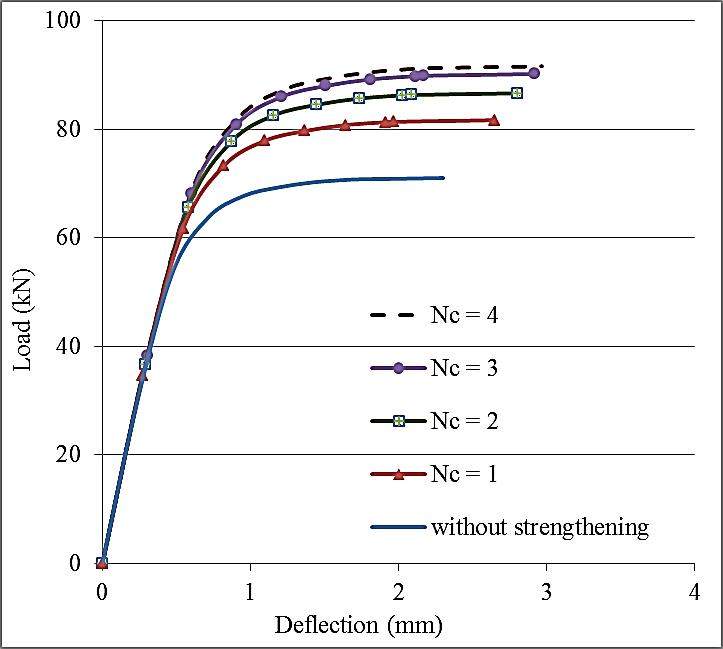 100
80
60
40
20
0
Load (kN)
Nc = 4
Nc = 3
Nc = 2
Nc = 1
without strengthening
0 1 2 3 4
Deflection (mm)